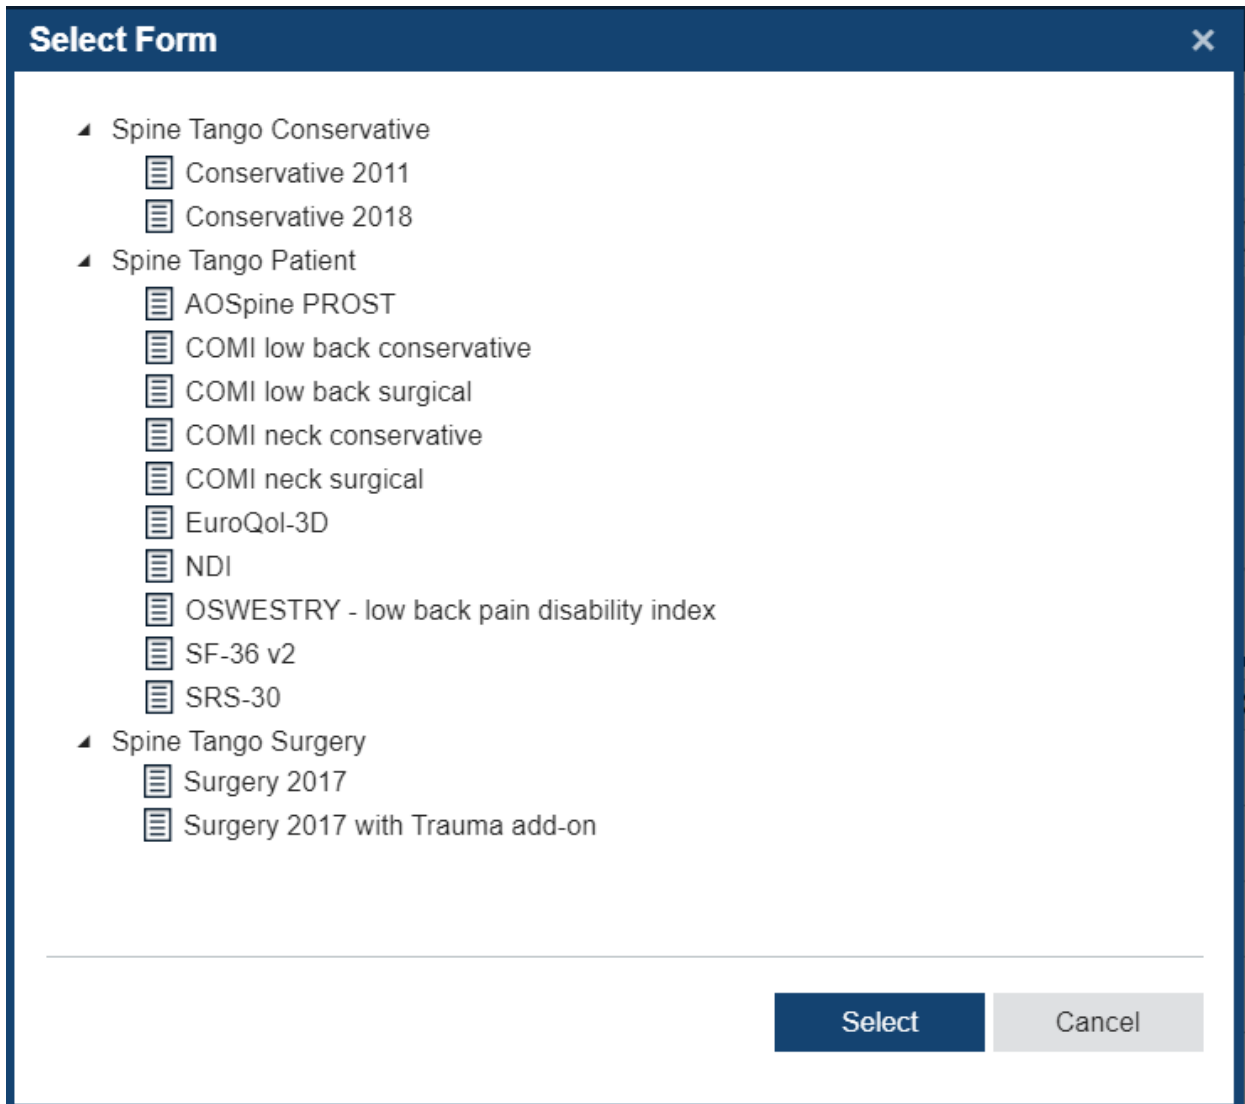 Select Form
Spine Tango Conservative
Conservative 2011
Conservative 2018
Spine Tango Patient
AOSpine PROST
COMI low back conservative
COMI low back surgical
COMI neck conservative
COMI neck surgical
EuroQol-3D
NDI
OSWESTRY - low back pain disability index
SF-36 v2
SRS-30
Spine Tango Surgery
Surgery 2017
Surgery 2017 with Trauma add-on
Select Cancel